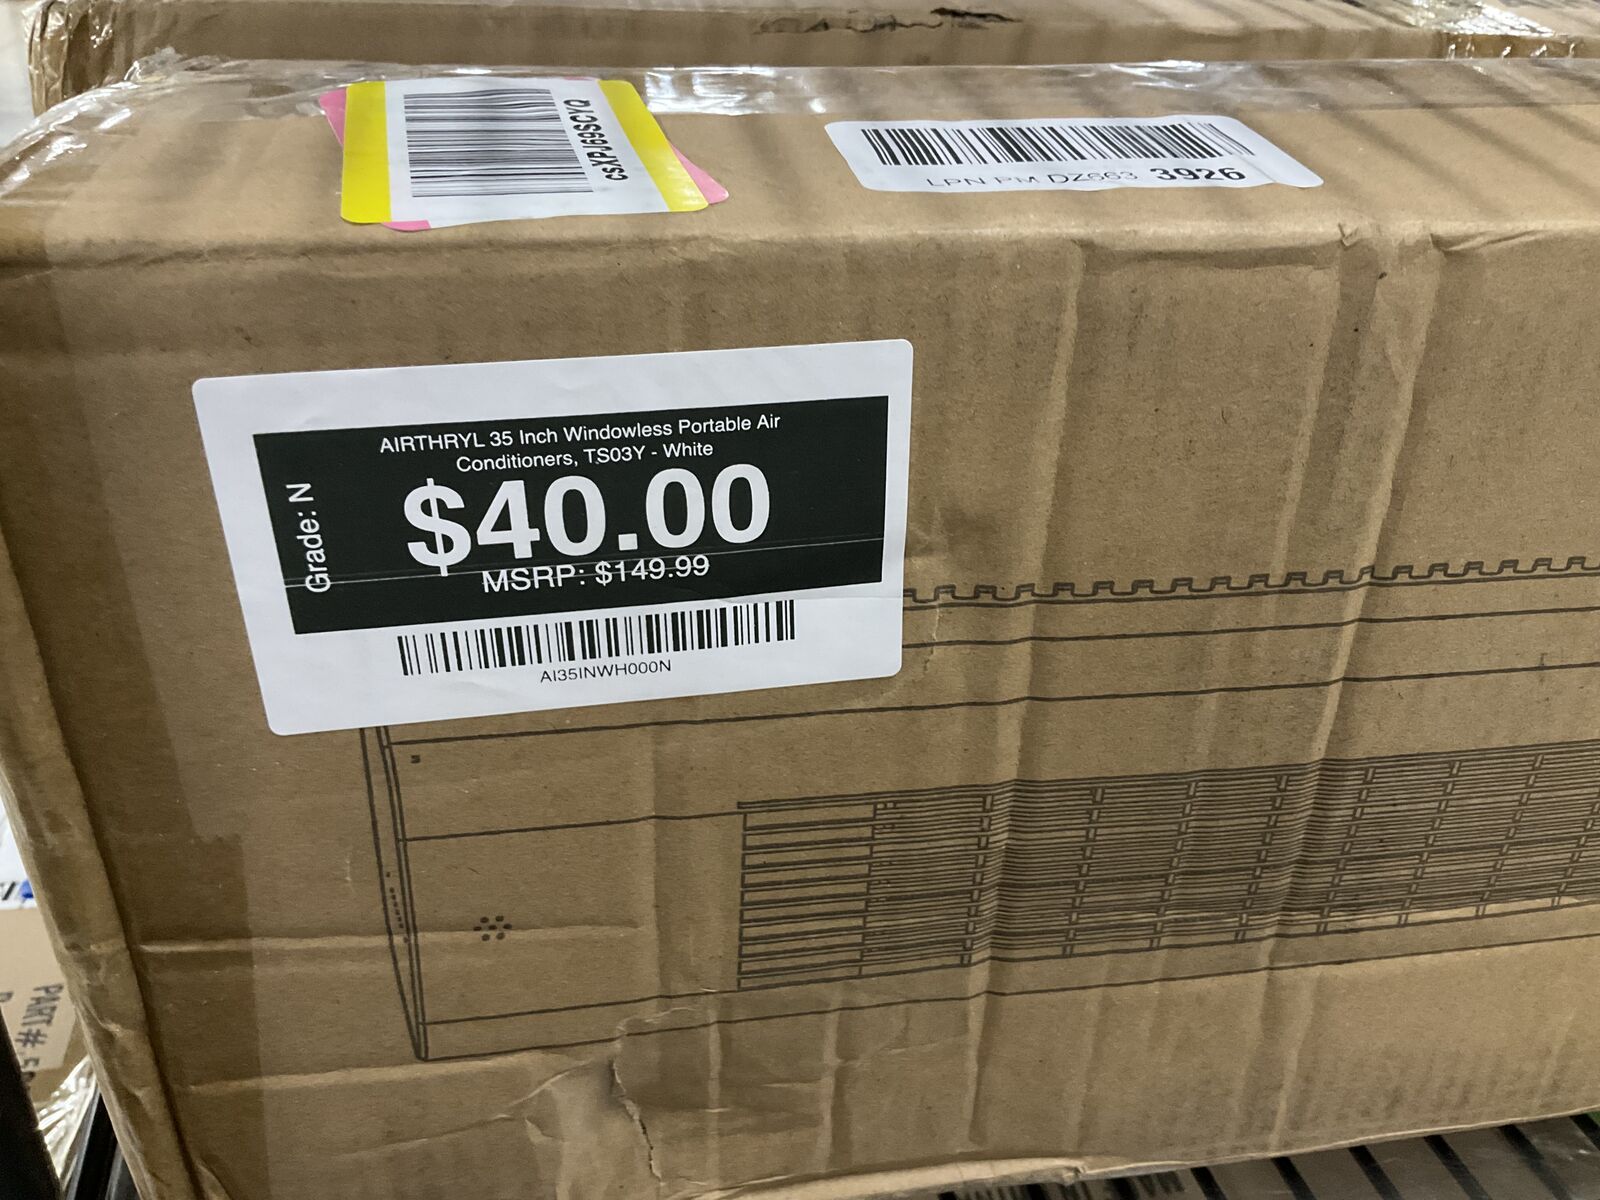 csXPJ69SCYQ
LPN PM DZ663 3926
AIRTHRYL 35 Inch Windowless Portable Air
Conditioners, TS03Y - White
Grade: N
$40.00
MSRP: $149.99
AI35INWH000N
PART#